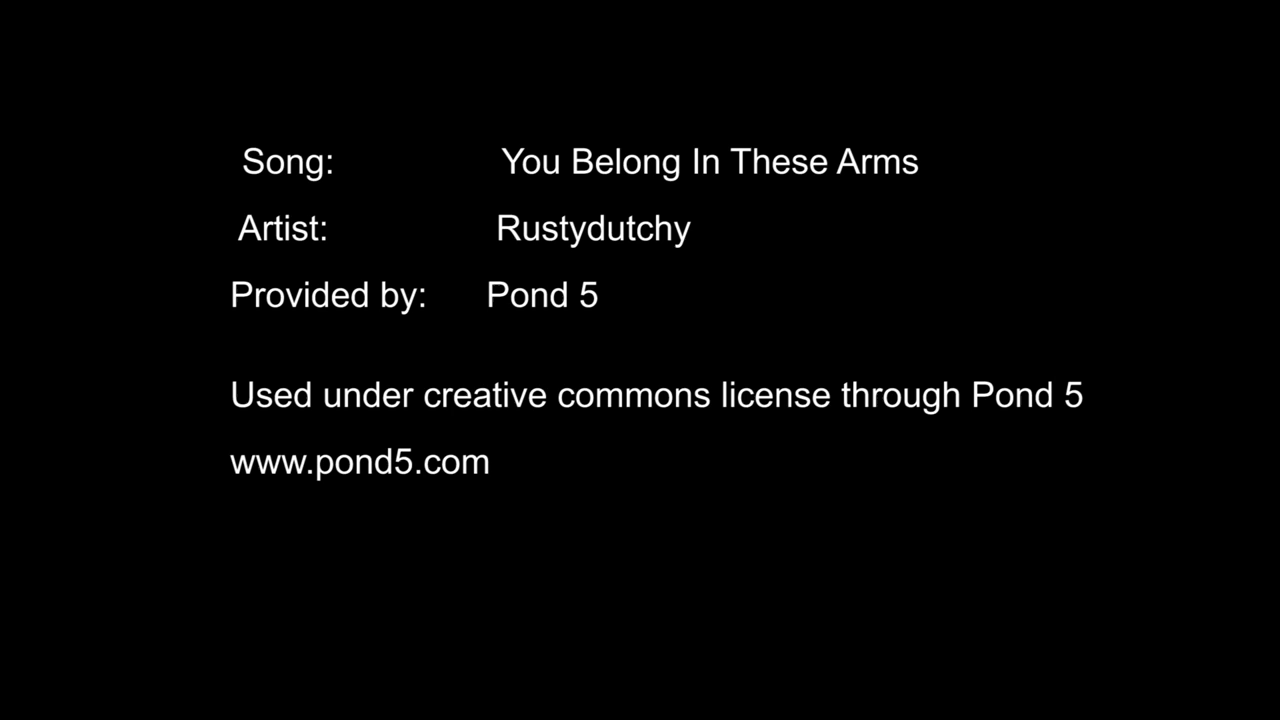 Song: You Belong In These Arms
Artist: Rustydutchy
Provided by: Pond 5
Used under creative commons license through Pond 5
www.pond5.com